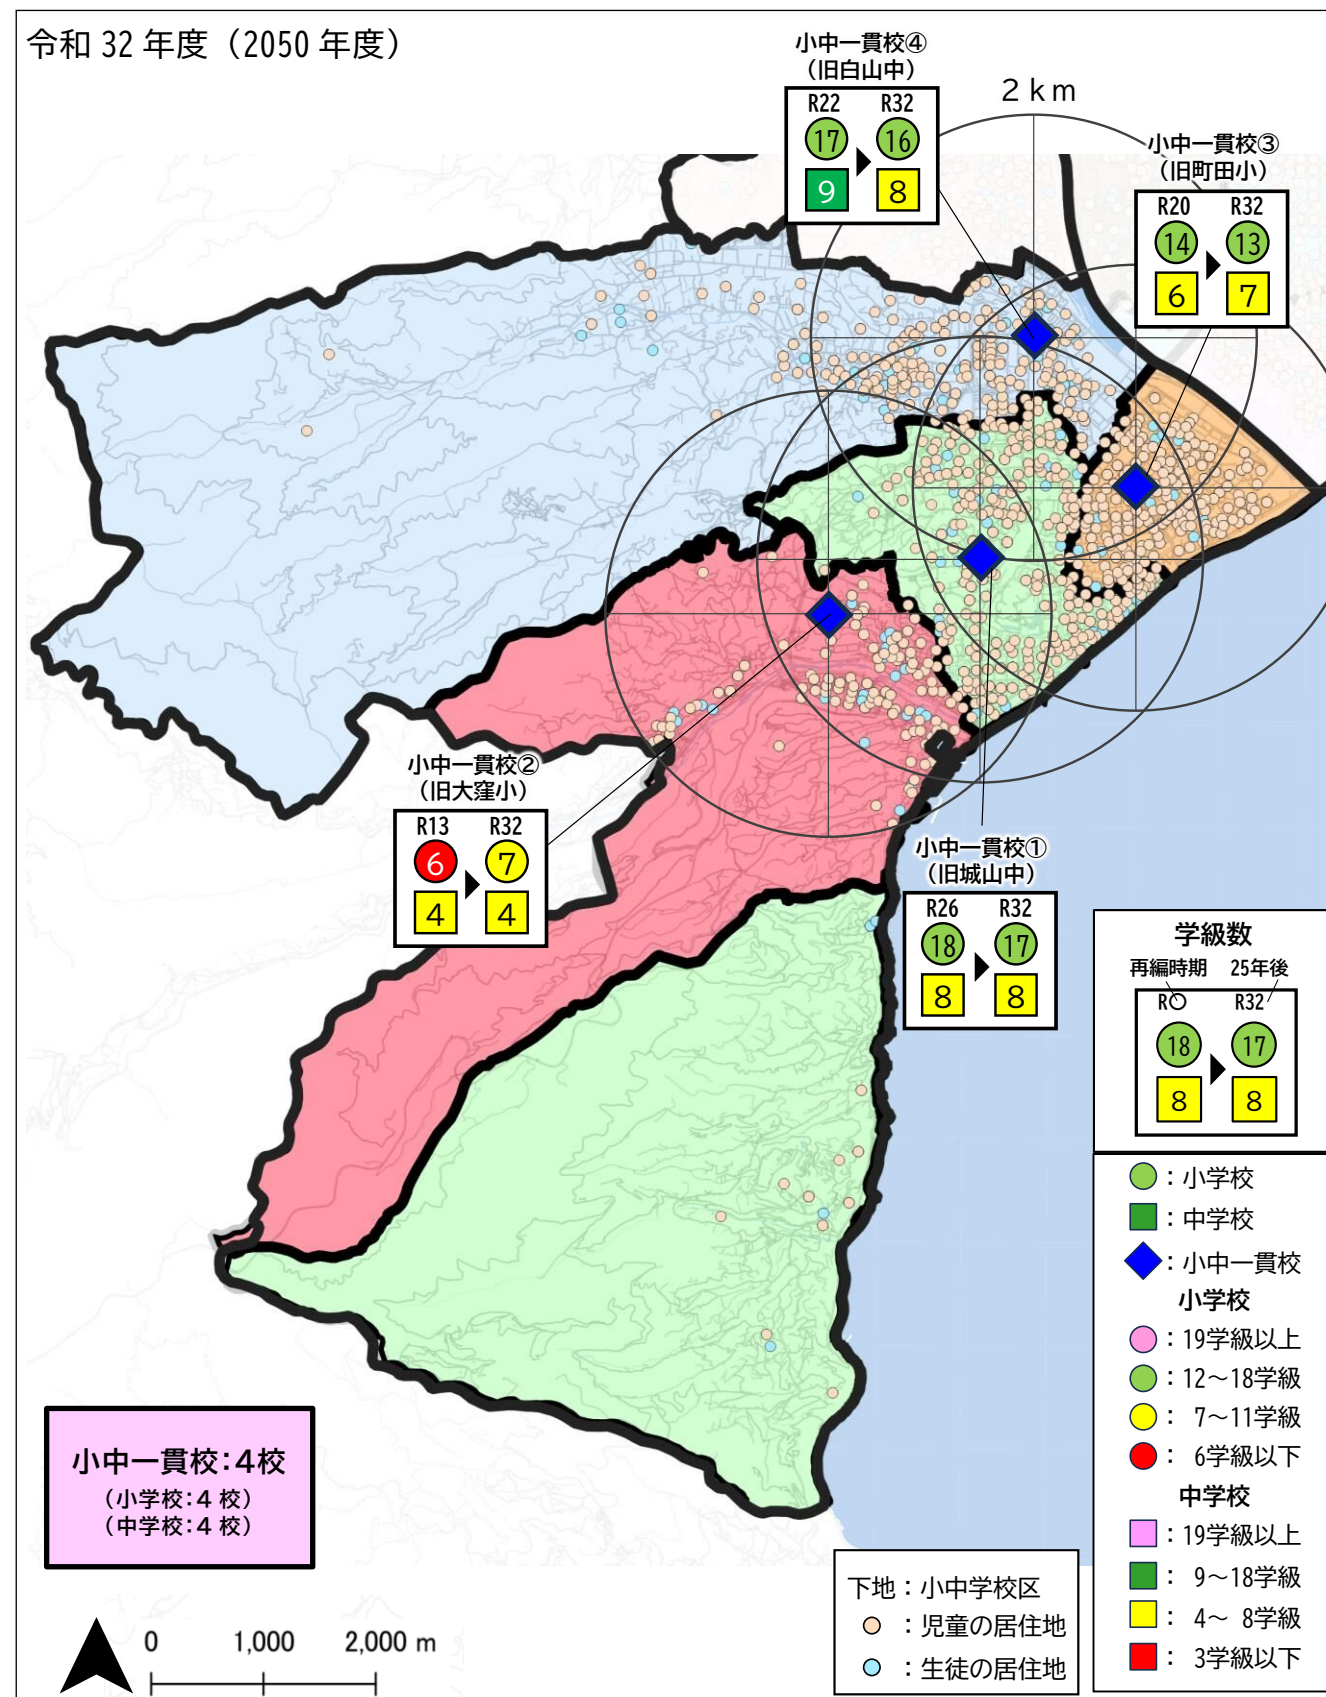 令和 32 年度（2050 年度）
小中一貫校④
（旧白山中）
R22 R32
17 16
9 8
2ｋｍ
小中一貫校③
（旧町田小）
R20 R32
14 13
6 7
小中一貫校②
（旧大窪小）
R13 R32
6 7
4 4
小中一貫校①
（旧城山中）
R26 R32
18 17
8 8
学級数
再編時期 25年後
R〇 R32
18 17
8 8
：小学校
：中学校
：小中一貫校
小学校
：19学級以上
：12～18学級
： 7～11学級
： 6学級以下
中学校
：19学級以上
： 9～18学級
： 4～ 8学級
： 3学級以下
小中一貫校：4校
（小学校：4 校）
（中学校：4 校）
下地：小中学校区
：児童の居住地
：生徒の居住地
0 1,000 2,000 m